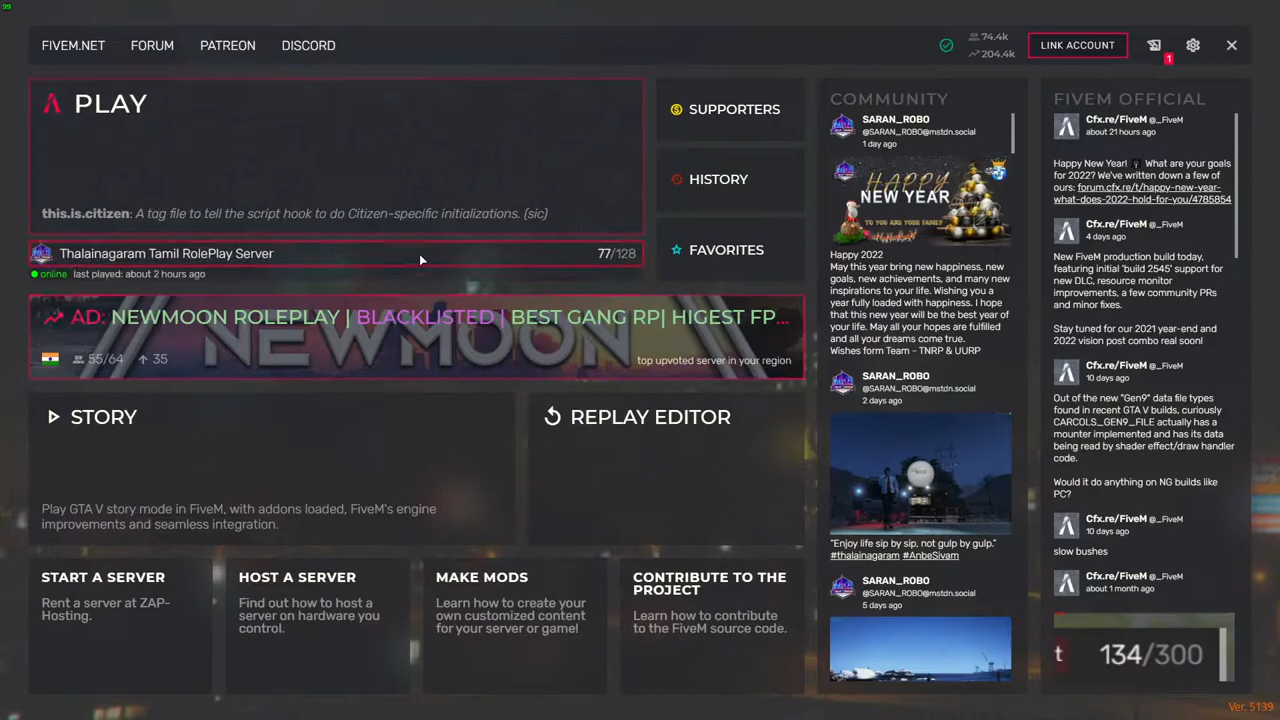 99
FIVEM.NET
FORUM
PATREON
DISCORD
74.4k
204.4k
LINK ACCOUNT
1
PLAY
this.is.citizen: A tag file to tell the script hook to do Citizen-specific initializations. (sic)
Thalainagaram Tamil RolePlay Server
77/128
online last played: about 2 hours ago
SUPPORTERS
HISTORY
FAVORITES
AD: NEWMOON ROLEPLAY | BLACKLISTED | BEST GANG RP| HIGEST FP...
NEWMOON
55/64
35
top upvoted server in your region
STORY
Play GTA V story mode in FiveM, with addons loaded, FiveM's engine
improvements and seamless integration.
REPLAY EDITOR
START A SERVER
Rent a server at ZAP-
Hosting.
HOST A SERVER
Find out how to host a
server on hardware you
control.
MAKE MODS
Learn how to create your
own customized content
for your server or game!
CONTRIBUTE TO THE
PROJECT
Learn how to contribute
to the FiveM source code.
COMMUNITY
SARAN_ROBO
@SARAN_ROBO@mstdn.social
1 day ago
HAPPY
NEW YEAR
TO YOU ARE YOUR FAMILY
Happy 2022
May this year bring new happiness, new
goals, new achievements, and many new
inspirations to your life. Wishing you a
year fully loaded with happiness. I hope
that this new year will be the best year of
your life. May all your hopes are fulfilled
and all your dreams come true.
Wishes form Team - TNRP & UURP
SARAN_ROBO
@SARAN_ROBO@mstdn.social
2 days ago
"Enjoy life sip by sip, not gulp by gulp."
#thalainagaram #AnbeSivam
SARAN_ROBO
@SARAN_ROBO@mstdn.social
5 days ago
FIVEM OFFICIAL
Cfx.re/FiveM @_FiveM
about 21 hours ago
Happy New Year! What are your goals
for 2022? We've written down a few of
ours: forum.cfx.re/t/happy-new-year-
what-does-2022-hold-for-you/4785854
Cfx.re/FiveM @_FiveM
4 days ago
New FiveM production build today,
featuring initial 'build 2545' support for
new DLC, resource monitor
improvements, a few community PRs
and minor fixes.
Stay tuned for our 2021 year-end and
2022 vision post combo real soon!
Cfx.re/FiveM @_FiveM
10 days ago
Out of the new "Gen9" data file types
found in recent GTA V builds, curiously
CARCOLS_GEN9_FILE actually has a
mounter implemented and has its data
being read by shader effect/draw handler
code.
Would it do anything on NG builds like
PC?
Cfx.re/FiveM @_FiveM
10 days ago
slow bushes
Cfx.re/FiveM @_FiveM
about 1 month ago
t 134/300
Ver. 5139